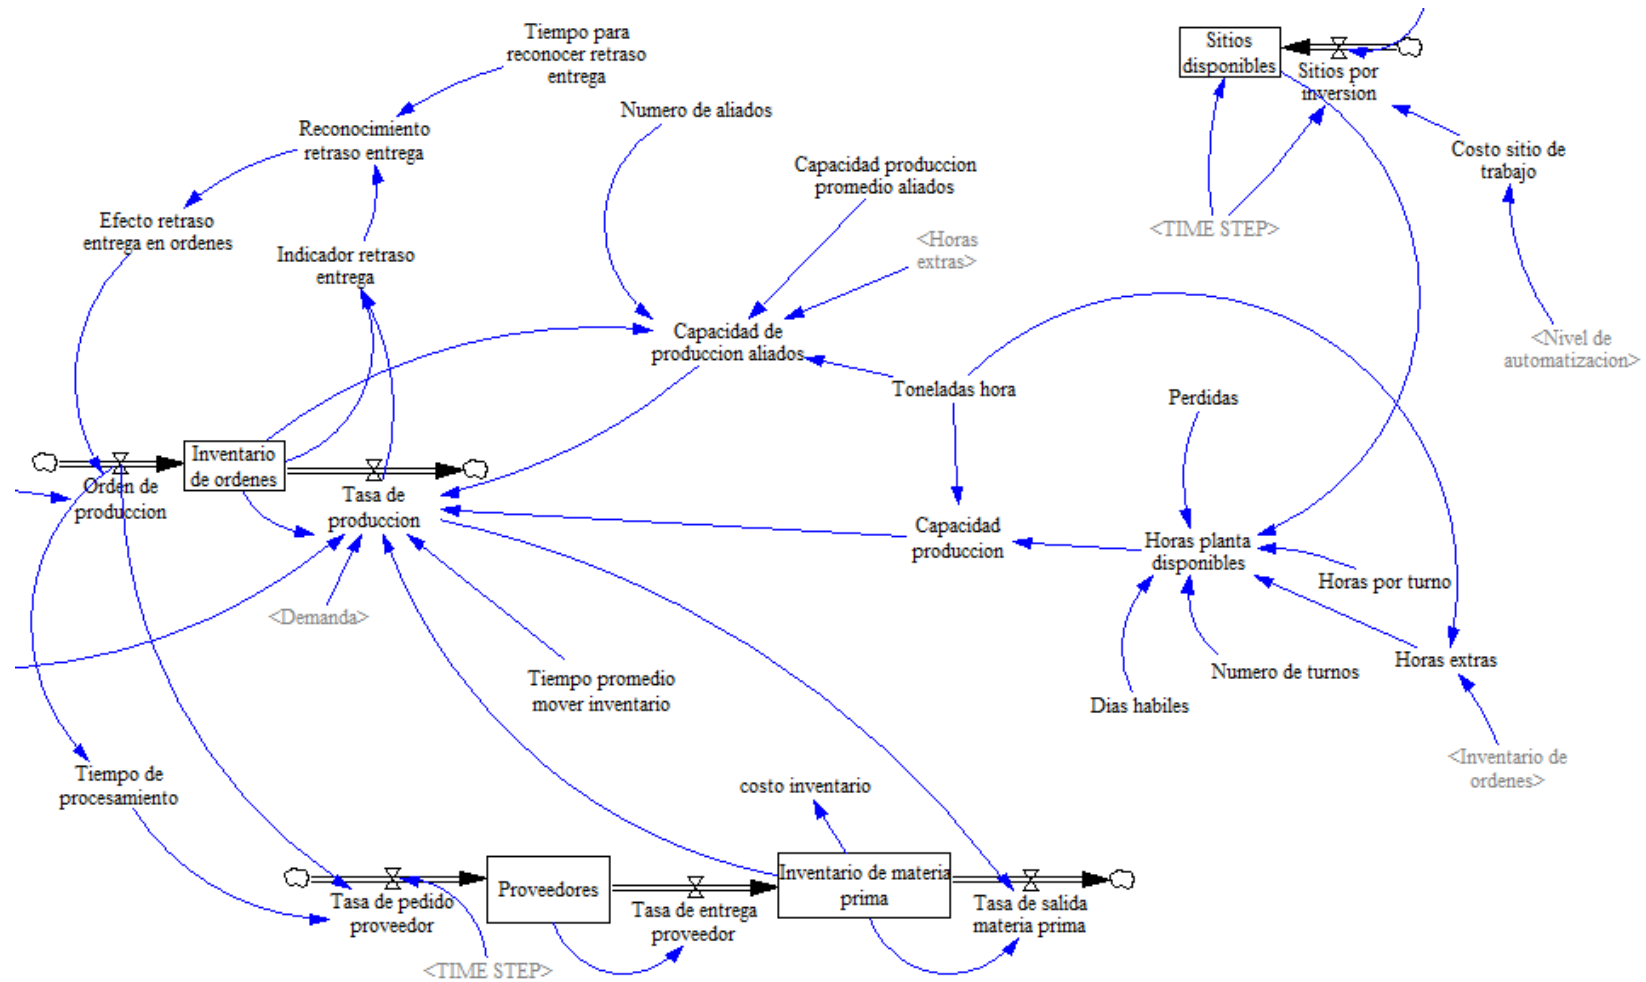 Tiempo para
reconocer retraso
entrega
Sitios
disponibles
Sitios por
inversion
Numero de aliados
Reconocimiento
retraso entrega
Costo sitio de
trabajo
Capacidad produccion
promedio aliados
Efecto retraso
entrega en ordenes
<TIME STEP>
<Horas
extras>
Indicador retraso
entrega
Capacidad de
produccion aliados
<Nivel de
automatizacion>
Toneladas hora
Perdidas
Inventario
de ordenes
Orden de
produccion
Tasa de
produccion
Capacidad
produccion
Horas planta
disponibles
Horas por turno
<Demanda>
Horas extras
Numero de turnos
Tiempo promedio
mover inventario
Dias habiles
<Inventario de
ordenes>
Tiempo de
procesamiento
costo inventario
Proveedores
Inventario de materia
prima
Tasa de pedido
proveedor
Tasa de entrega
proveedor
Tasa de salida
materia prima
<TIME STEP>